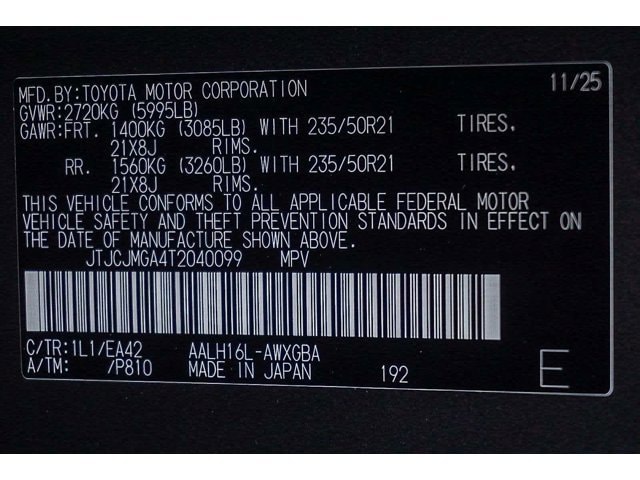 MFD.BY:TOYOTA MOTOR CORPORATION 11/25
GVWR:2720KG (5995LB)
GAWR:FRT. 1400KG (3085LB) WITH 235/50R21 TIRES.
21X8J RIMS.
RR. 1560KG (3260LB) WITH 235/50R21 TIRES.
21X8J RIMS.
THIS VEHICLE CONFORMS TO ALL APPLICABLE FEDERAL MOTOR
VEHICLE SAFETY AND THEFT PREVENTION STANDARDS IN EFFECT ON
THE DATE OF MANUFACTURE SHOWN ABOVE.
JTJCJMGA4T2040099 MPV
C/TR:1L1/EA42 AALH16L-AWXGBA
A/TM: /P810 MADE IN JAPAN 192 E